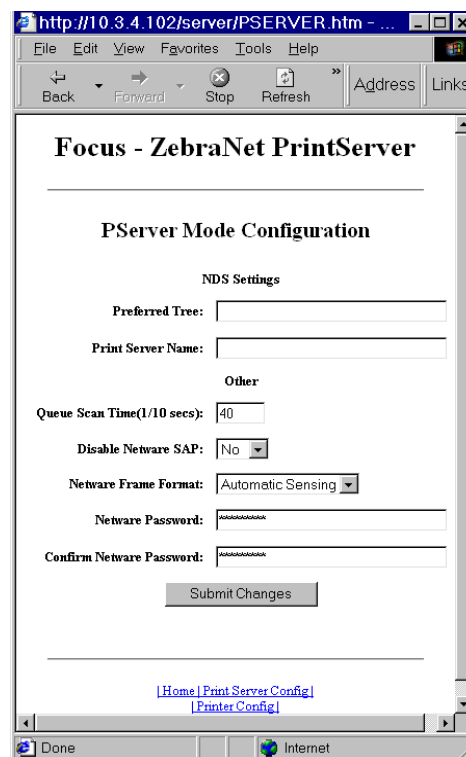 http://10.3.4.102/server/PSERVER.htm - ...
File Edit View Favorites Tools Help
Back Forward Stop Refresh » Address Links
Focus - ZebraNet PrintServer
PServer Mode Configuration
NDS Settings
Preferred Tree:
Print Server Name:
Other
Queue Scan Time(1/10 secs): 40
Disable Netware SAP: No
Netware Frame Format: Automatic Sensing
Netware Password: *********
Confirm Netware Password: *********
Submit Changes
| Home | Print Server Config |
| Printer Config |
Done Internet